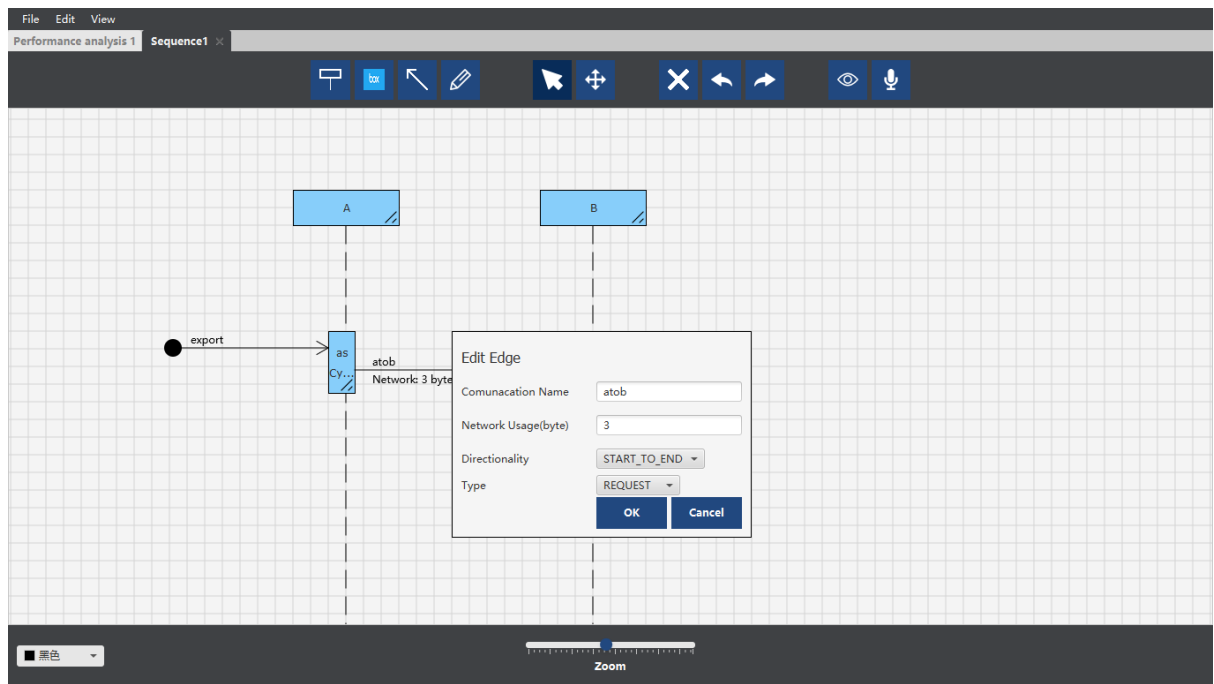 File Edit View
Performance analysis 1 Sequence1
box
A
B
export
as
Cy...
atob
Network: 3 byte
Edit Edge
Comunacation Name
atob
Network Usage(byte)
3
Directionality
START_TO_END
Type
REQUEST
OK Cancel
黑色
Zoom